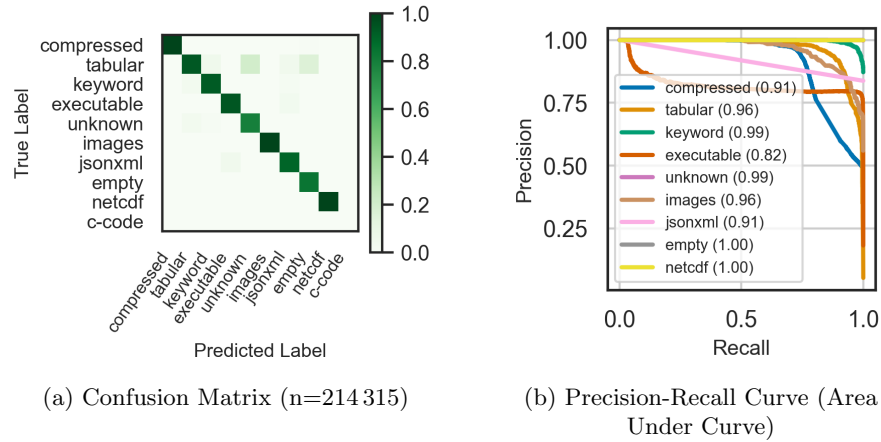 True Label
compressed
tabular
keyword
executable
unknown
images
jsonxml
empty
netcdf
c-code
1.0
0.8
0.6
0.4
0.2
0.0
compressed
tabular
keyword
executable
unknown
images
jsonxml
empty
netcdf
c-code
Predicted Label
(a) Confusion Matrix (n=214 315)
Precision
1.00
0.75
0.50
0.25
compressed (0.91)
tabular (0.96)
keyword (0.99)
executable (0.82)
unknown (0.99)
images (0.96)
jsonxml (0.91)
empty (1.00)
netcdf (1.00)
0.0 0.5 1.0
Recall
(b) Precision-Recall Curve (Area
Under Curve)